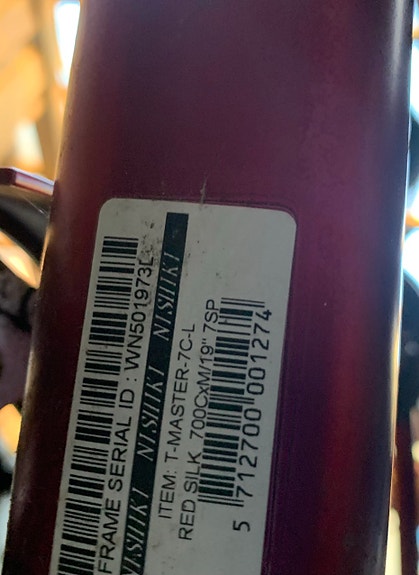 FRAME SERIAL ID : WN501973L
NISHIKI NISHIKI NISHIKI
ITEM: T-MASTER-7C-L
RED SILK 700CxM/19" 7SP
5 712700 001274